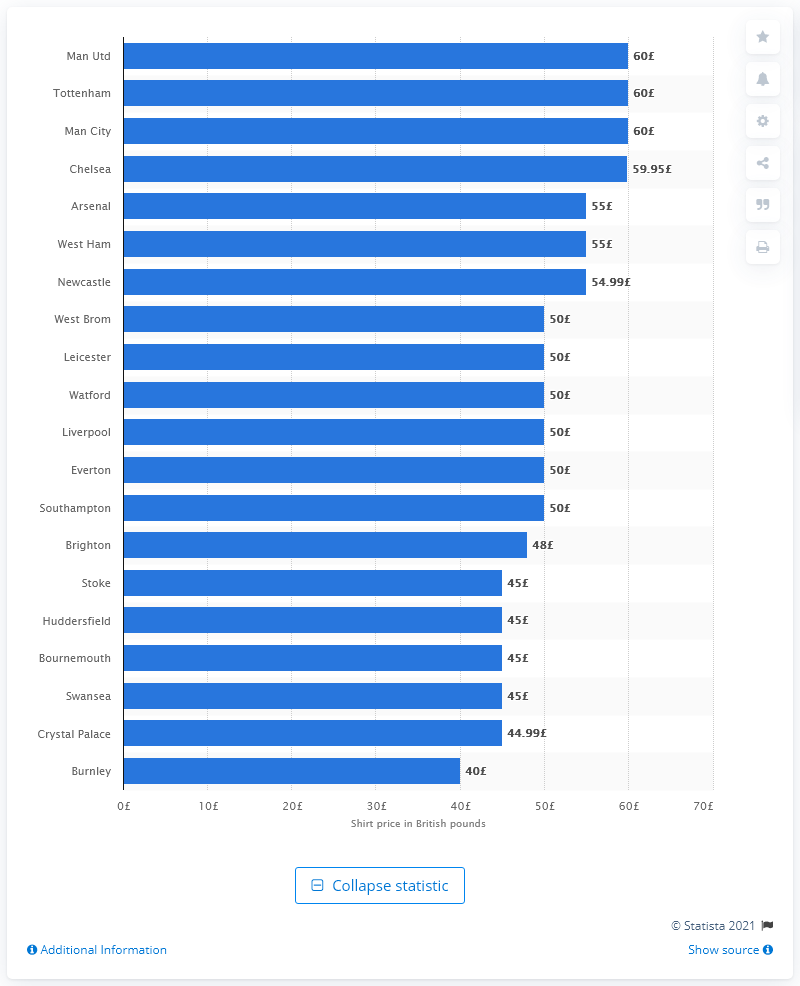 Man Utd 60£
Tottenham 60£
Man City 60£
Chelsea 59.95£
Arsenal 55£
West Ham 55£
Newcastle 54.99£
West Brom 50£
Leicester 50£
Watford 50£
Liverpool 50£
Everton 50£
Southampton 50£
Brighton 48£
Stoke 45£
Huddersfield 45£
Bournemouth 45£
Swansea 45£
Crystal Palace 44.99£
Burnley 40£
0£ 10£ 20£ 30£ 40£ 50£ 60£ 70£
Shirt price in British pounds
Collapse statistic
© Statista 2021
Additional Information Show source